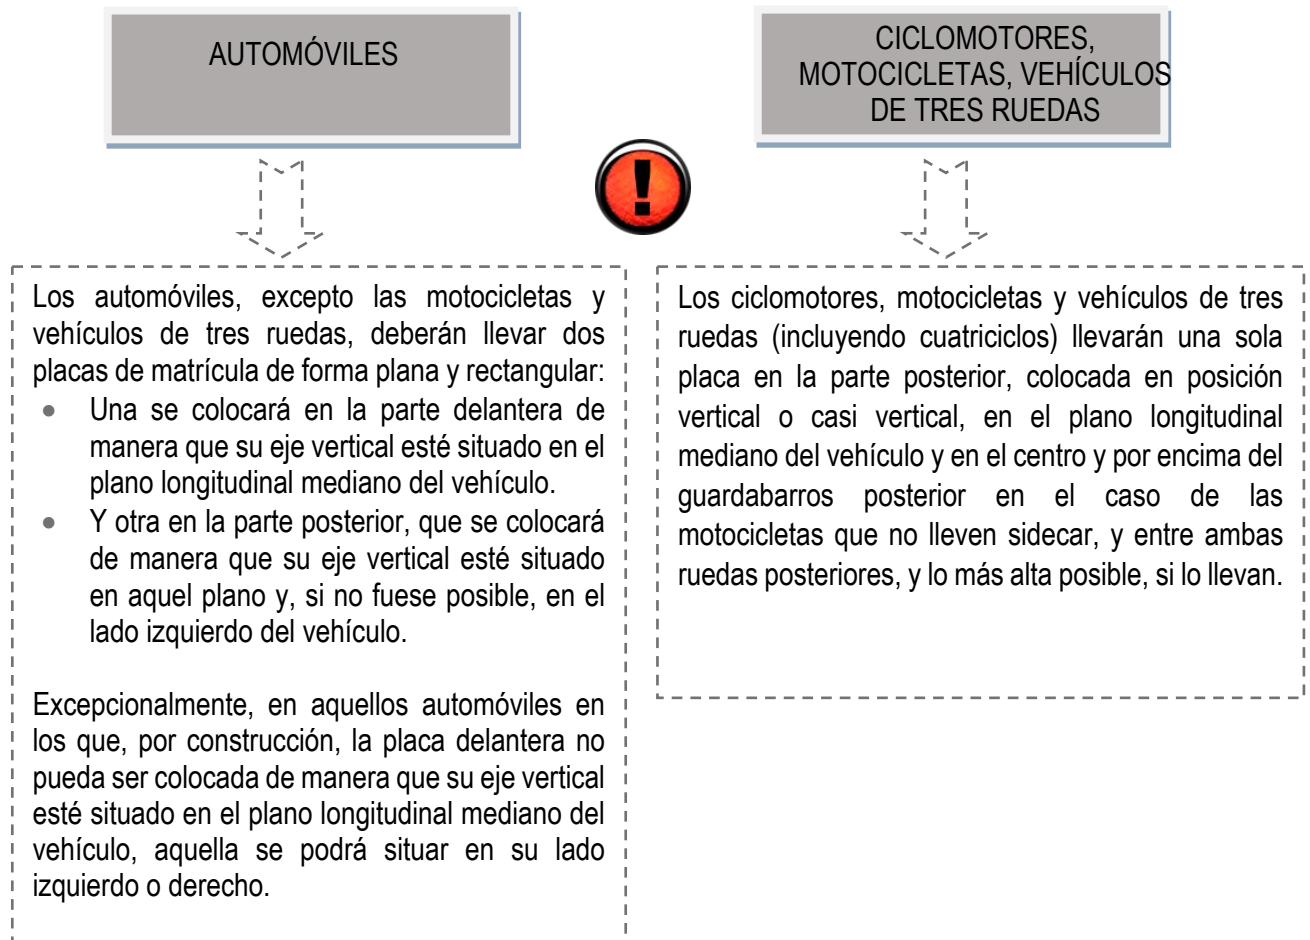 AUTOMÓVILES
CICLOMOTORES,
MOTOCICLETAS, VEHÍCULOS
DE TRES RUEDAS
!
Los automóviles, excepto las motocicletas y
vehículos de tres ruedas, deberán llevar dos
placas de matrícula de forma plana y rectangular:
• Una se colocará en la parte delantera de
manera que su eje vertical esté situado en el
plano longitudinal mediano del vehículo.
• Y otra en la parte posterior, que se colocará
de manera que su eje vertical esté situado
en aquel plano y, si no fuese posible, en el
lado izquierdo del vehículo.
Excepcionalmente, en aquellos automóviles en
los que, por construcción, la placa delantera no
pueda ser colocada de manera que su eje vertical
esté situado en el plano longitudinal mediano del
vehículo, aquella se podrá situar en su lado
izquierdo o derecho.
Los ciclomotores, motocicletas y vehículos de tres
ruedas (incluyendo cuatriciclos) llevarán una sola
placa en la parte posterior, colocada en posición
vertical o casi vertical, en el plano longitudinal
mediano del vehículo y en el centro y por encima del
guardabarros posterior en el caso de las
motocicletas que no lleven sidecar, y entre ambas
ruedas posteriores, y lo más alta posible, si lo llevan.